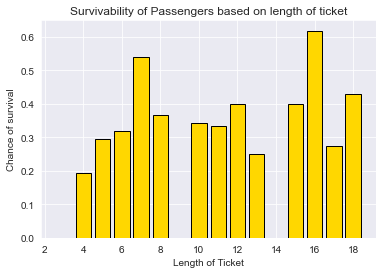 Survivability of Passengers based on length of ticket
Chance of survival
0.6
0.5
0.4
0.3
0.2
0.1
0.0
2 4 6 8 10 12 14 16 18
Length of Ticket